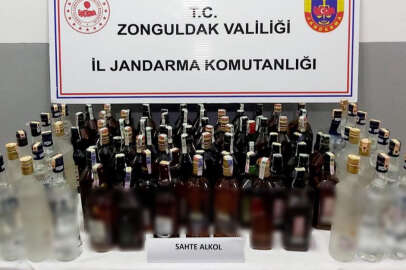 T.C.
ZONGULDAK VALİLİĞİ
İL JANDARMA KOMUTANLIĞI
SAHTE ALKOL